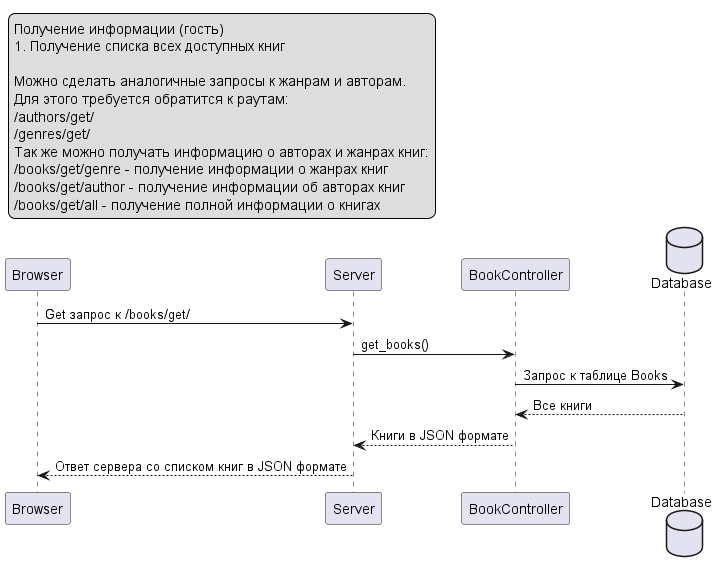 Получение информации (гость)
1. Получение списка всех доступных книг
Можно сделать аналогичные запросы к жанрам и авторам.
Для этого требуется обратится к раутам:
/authors/get/
/genres/get/
Так же можно получать информацию о авторах и жанрах книг:
/books/get/genre - получение информации о жанрах книг
/books/get/author - получение информации об авторах книг
/books/get/all - получение полной информации о книгах
Browser
Server
BookController
Database
Get запрос к /books/get/
get_books()
Запрос к таблице Books
Все книги
Книги в JSON формате
Ответ сервера со списком книг в JSON формате
Browser
Server
BookController
Database